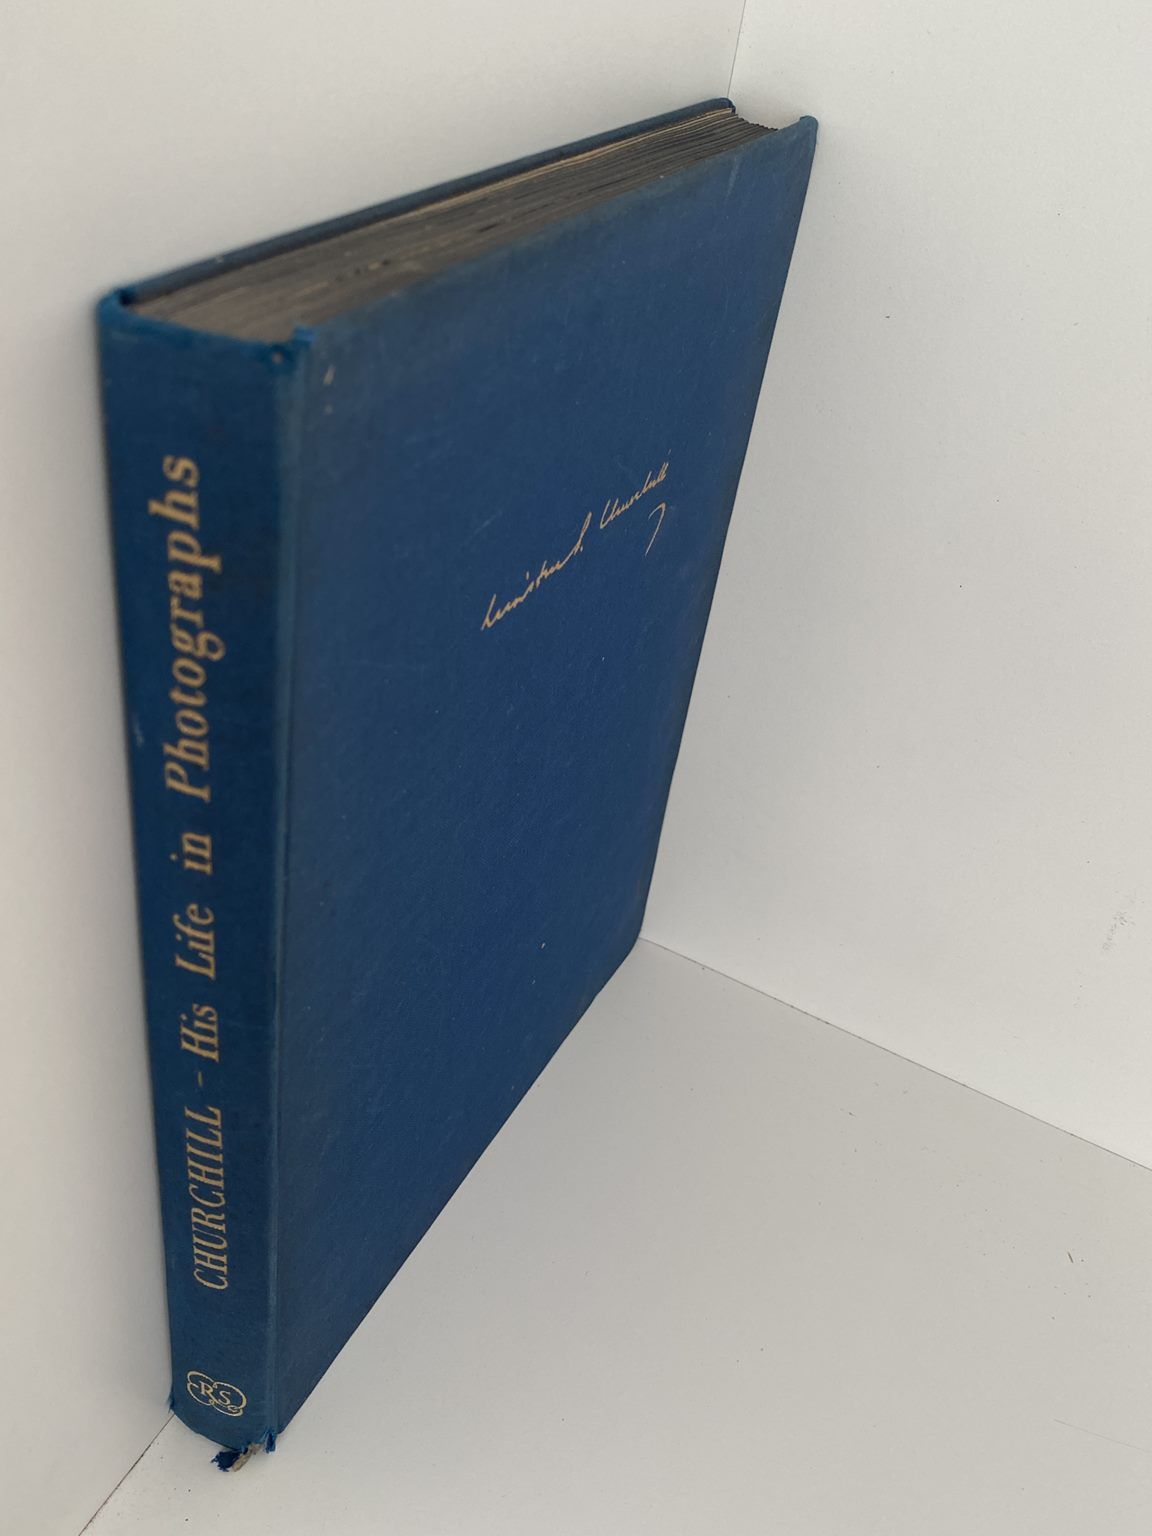 CHURCHILL - His Life in Photographs
RS
Winston S. Churchill